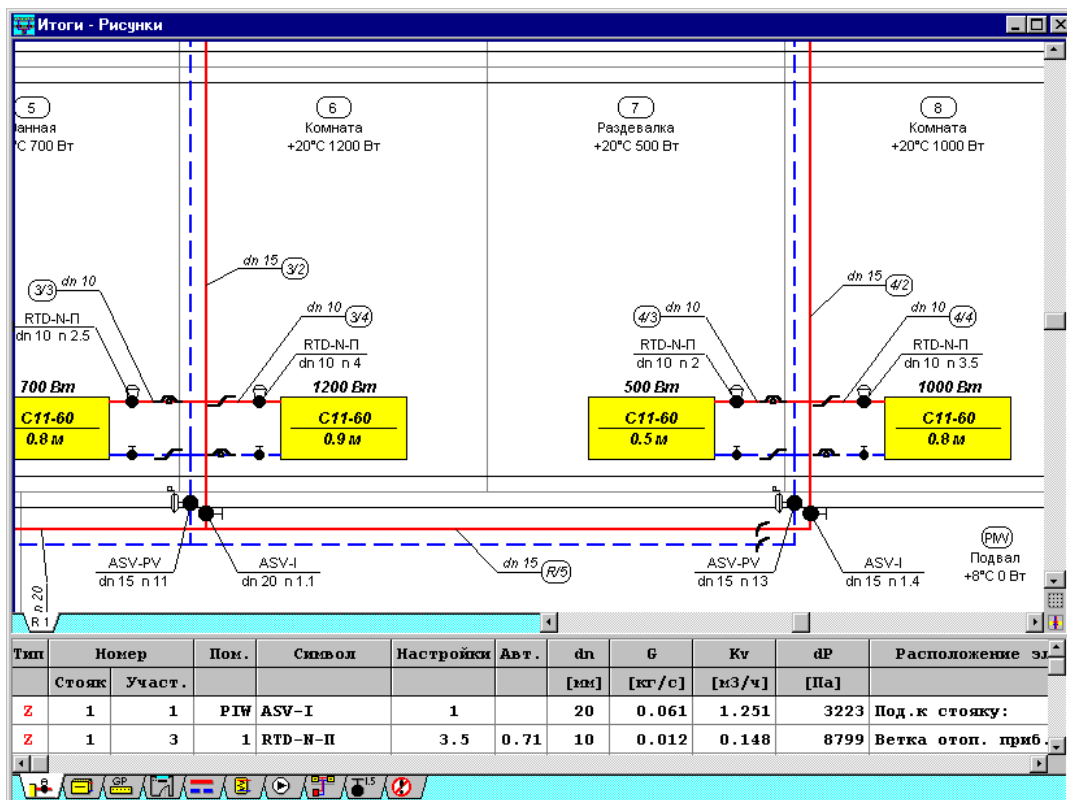 Итоги - Рисунки
5
6
7
8
Комната
Раздевалка
Комната
°C 700 Вт
+20°C 1200 Вт
+20°C 500 Вт
+20°C 1000 Вт
dn 15 3/2
dn 15 4/2
3/3 dn 10
dn 10 3/4
4/3 dn 10
dn 10 4/4
RTD-N-П
dn 10 n 2.5
RTD-N-П
dn 10 n 4
RTD-N-П
dn 10 n 2
RTD-N-П
dn 10 n 3.5
700 Вт
1200 Вт
500 Вт
1000 Вт
C11-60
0.8 м
C11-60
0.9 м
C11-60
0.5 м
C11-60
0.8 м
ASV-PV
dn 15 n 11
ASV-I
dn 20 n 1.1
dn 15 R/5
ASV-PV
dn 15 n 13
ASV-I
dn 15 n 1.4
PIW
Подвал
+8°C 0 Вт
n 20
R 1
Тип Номер Пом. Символ Настройки Авт. dn G Kv dP Расположение эл
Стояк Участ. [мм] [кг/с] [м3/ч] [Па]
Z 1 1 PIW ASV-I 1 20 0.061 1.251 3223 Под.к стояку:
Z 1 3 1 RTD-N-П 3.5 0.71 10 0.012 0.148 8799 Ветка отоп. приб.
GP
1.5